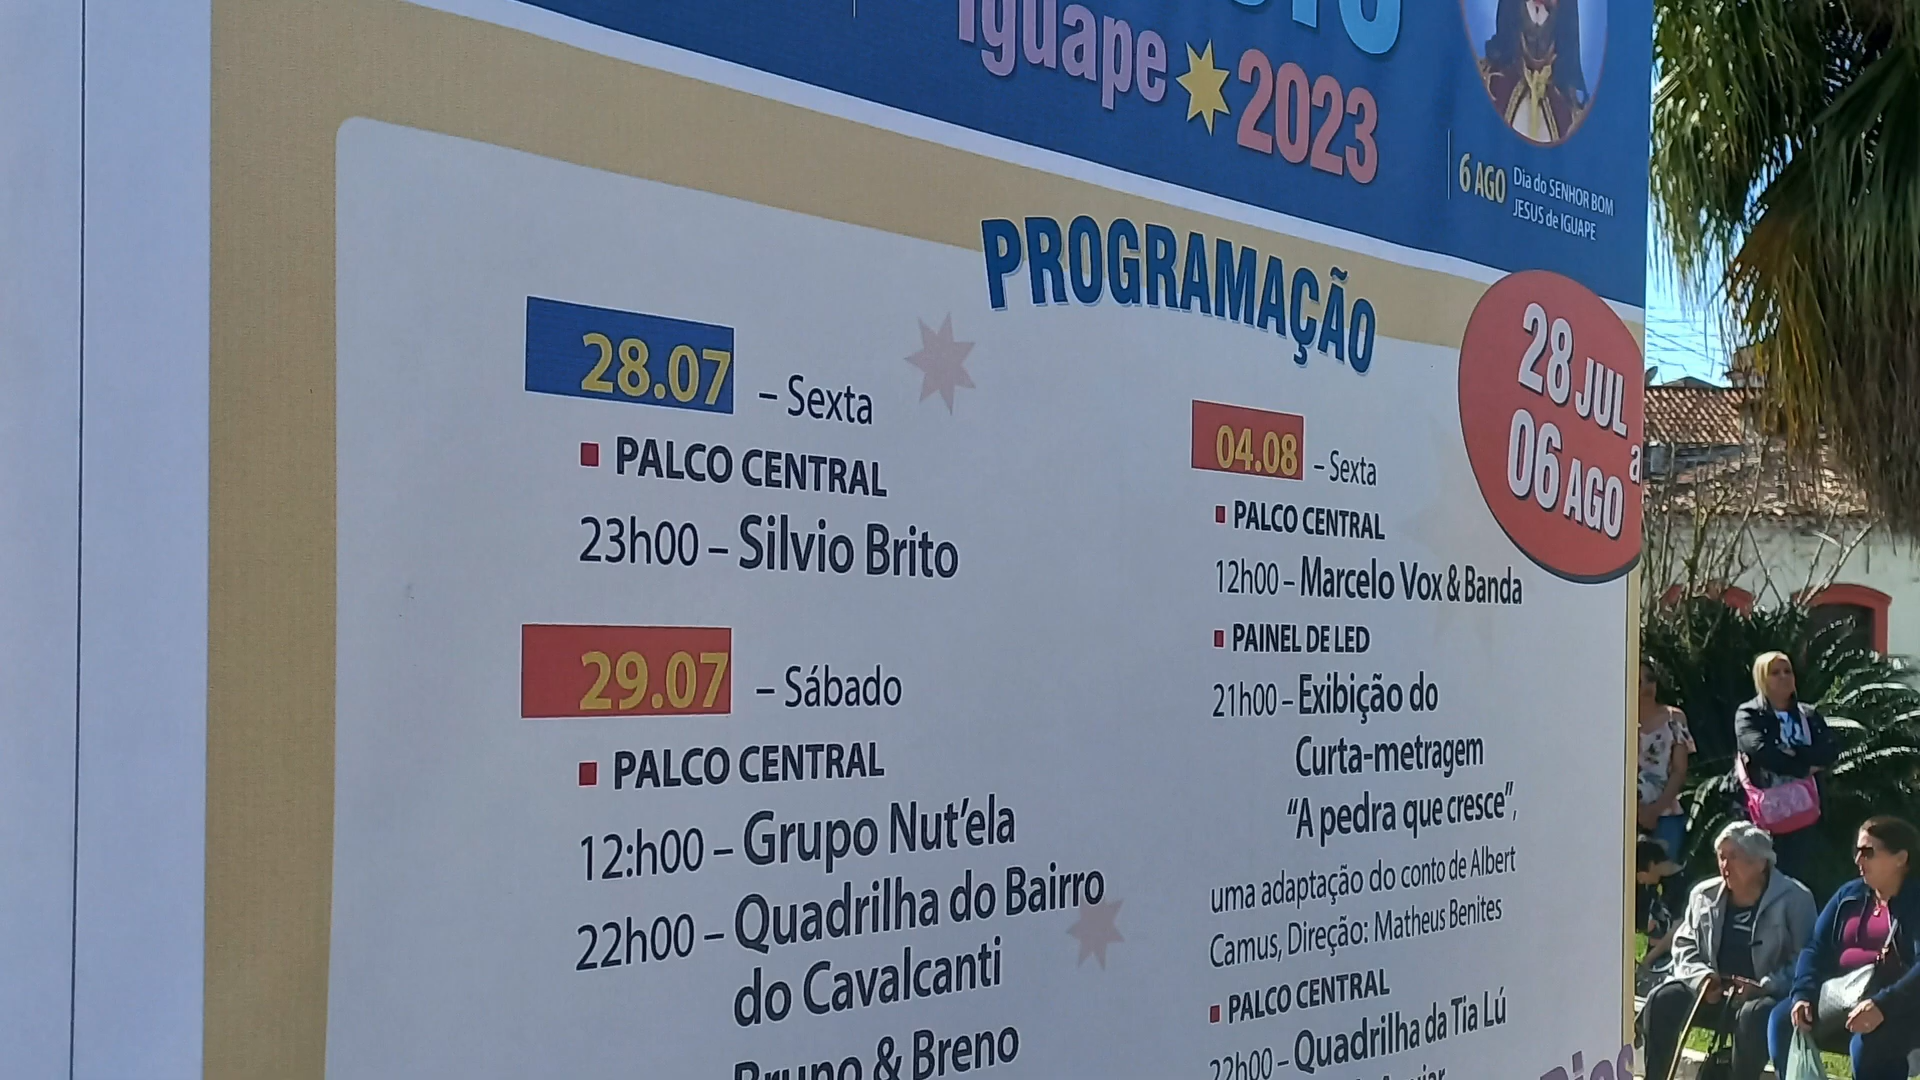 Iguape 2023
6 AGO Dia do SENHOR BOM
JESUS de IGUAPE
PROGRAMAÇÃO
28 JUL
a
06 AGO
28.07 – Sexta
PALCO CENTRAL
23h00 – Silvio Brito
29.07 – Sábado
PALCO CENTRAL
12:h00 – Grupo Nut’ela
22h00 – Quadrilha do Bairro
do Cavalcanti
Bruno & Breno
04.08 – Sexta
PALCO CENTRAL
12h00 – Marcelo Vox & Banda
PAINEL DE LED
21h00 – Exibição do
Curta-metragem
“A pedra que cresce”,
uma adaptação do conto de Albert
Camus, Direção: Matheus Benites
PALCO CENTRAL
22h00 – Quadrilha da Tia Lú